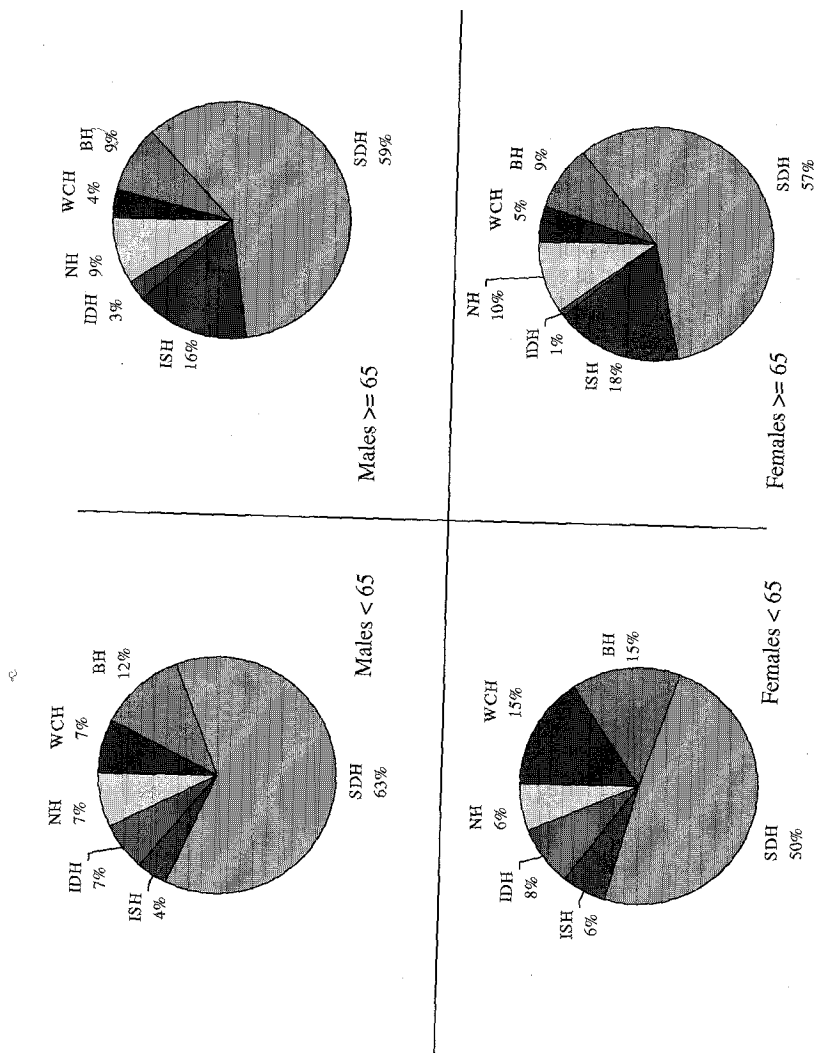 NH
7%
WCH
7%
BH
12%
IDH
7%
ISH
4%
SDH
63%
Males < 65
NH
9%
WCH
4%
BH
9%
IDH
3%
ISH
16%
SDH
59%
Males >= 65
NH
6%
WCH
15%
BH
15%
IDH
8%
ISH
6%
SDH
50%
Females < 65
NH
10%
WCH
5%
BH
9%
IDH
1%
ISH
18%
SDH
57%
Females >= 65